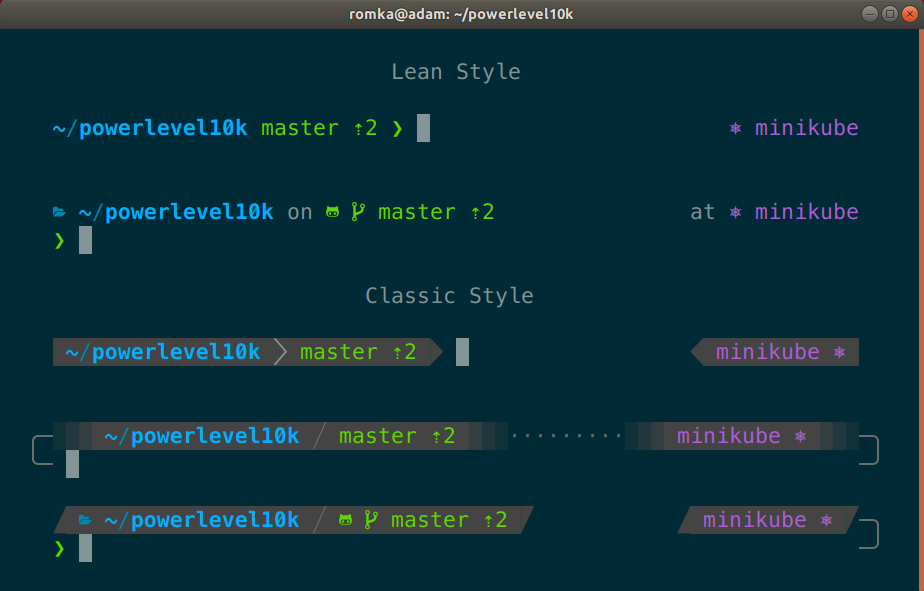 romka@adam: ~/powerlevel10k
Lean Style
~/powerlevel10k master ⇡2 ❯ ⎈ minikube
~/powerlevel10k on master ⇡2 at ⎈ minikube
❯
Classic Style
~/powerlevel10k master ⇡2 minikube ⎈
~/powerlevel10k master ⇡2 ········· minikube ⎈
~/powerlevel10k master ⇡2 minikube ⎈
❯